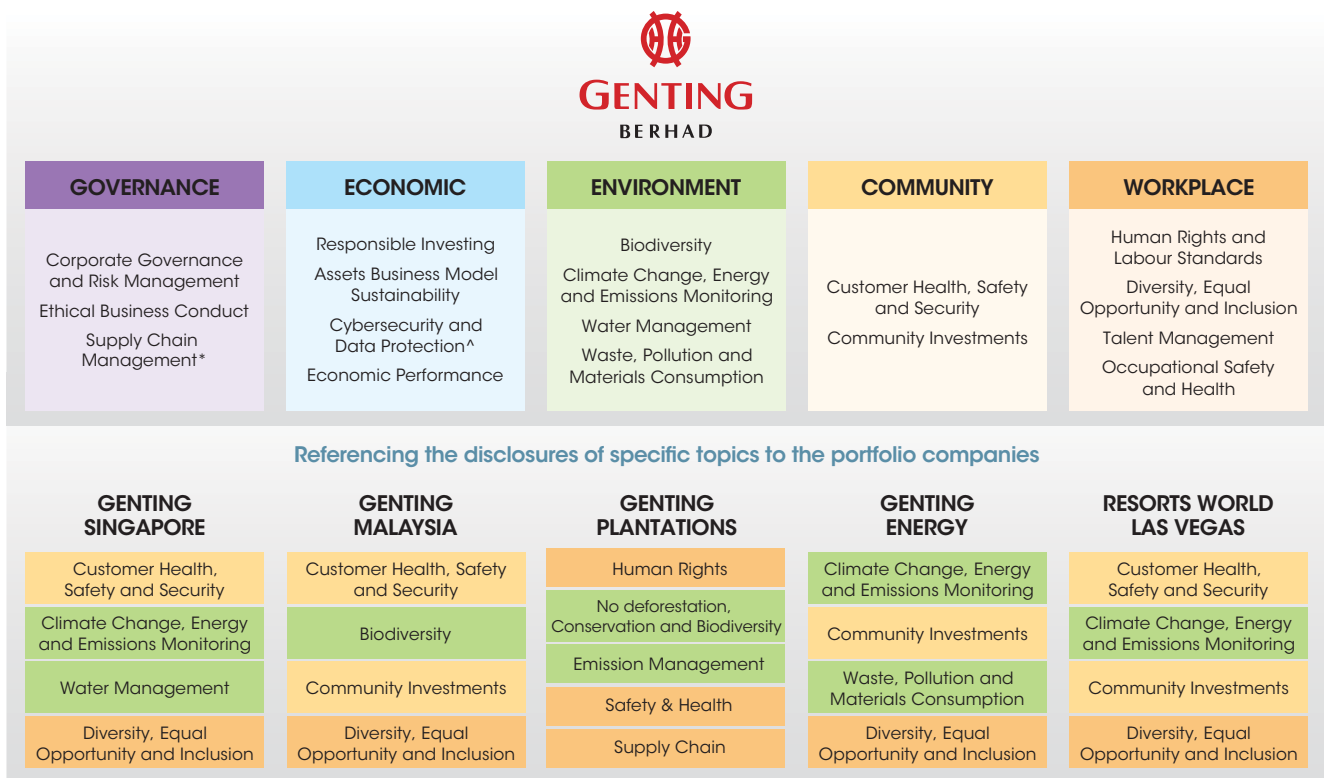 GENTING
BERHAD
GOVERNANCE
Corporate Governance
and Risk Management
Ethical Business Conduct
Supply Chain
Management*
ECONOMIC
Responsible Investing
Assets Business Model
Sustainability
Cybersecurity and
Data Protection^
Economic Performance
ENVIRONMENT
Biodiversity
Climate Change, Energy
and Emissions Monitoring
Water Management
Waste, Pollution and
Materials Consumption
COMMUNITY
Customer Health, Safety
and Security
Community Investments
WORKPLACE
Human Rights and
Labour Standards
Diversity, Equal
Opportunity and Inclusion
Talent Management
Occupational Safety
and Health
Referencing the disclosures of specific topics to the portfolio companies
GENTING
SINGAPORE
Customer Health,
Safety and Security
Climate Change, Energy
and Emissions Monitoring
Water Management
Diversity, Equal
Opportunity and Inclusion
GENTING
MALAYSIA
Customer Health, Safety
and Security
Biodiversity
Community Investments
Diversity, Equal
Opportunity and Inclusion
GENTING
PLANTATIONS
Human Rights
No deforestation,
Conservation and Biodiversity
Emission Management
Safety & Health
Supply Chain
GENTING
ENERGY
Climate Change, Energy
and Emissions Monitoring
Community Investments
Waste, Pollution and
Materials Consumption
Diversity, Equal
Opportunity and Inclusion
RESORTS WORLD
LAS VEGAS
Customer Health,
Safety and Security
Climate Change, Energy
and Emissions Monitoring
Community Investments
Diversity, Equal
Opportunity and Inclusion